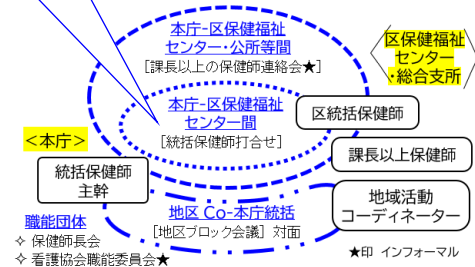 本庁-区保健福祉
センター・公所等間
[課長以上の保健師連絡会★]
区保健福祉
センター
・総合支所
本庁-区保健福祉
センター間
[統括保健師打合せ]
区統括保健師
<本庁>
課長以上保健師
統括保健師
主幹
地区 Co-本庁統括
[地区ブロック会議] 対面
地域活動
コーディネーター
職能団体
✧ 保健師長会
✧ 看護協会職能委員会★
★印 インフォーマル